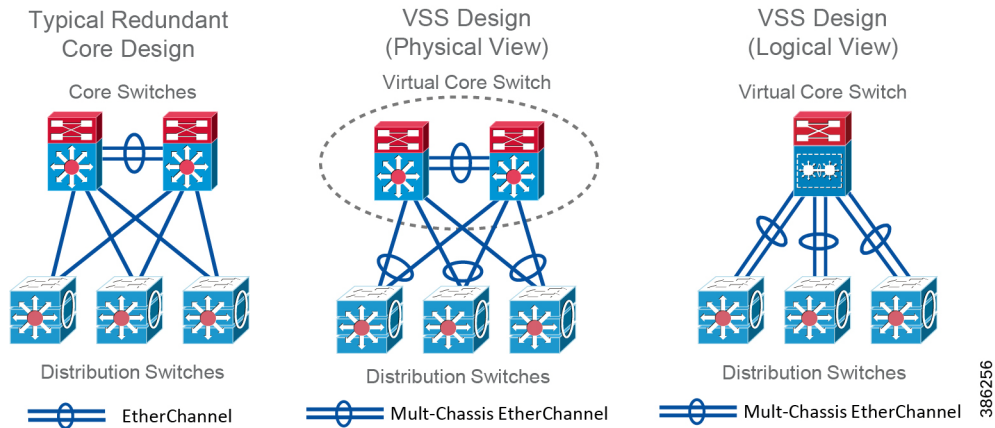 Typical Redundant
Core Design
Core Switches
Distribution Switches
EtherChannel
VSS Design
(Physical View)
Virtual Core Switch
Distribution Switches
Mult-Chassis EtherChannel
VSS Design
(Logical View)
Virtual Core Switch
Distribution Switches
Mult-Chassis EtherChannel
386256